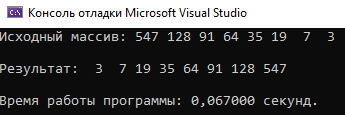 Консоль отладки Microsoft Visual Studio
Исходный массив: 547 128 91 64 35 19  7  3
Результат:  3  7 19 35 64 91 128 547
Время работы программы: 0,067000 секунд.